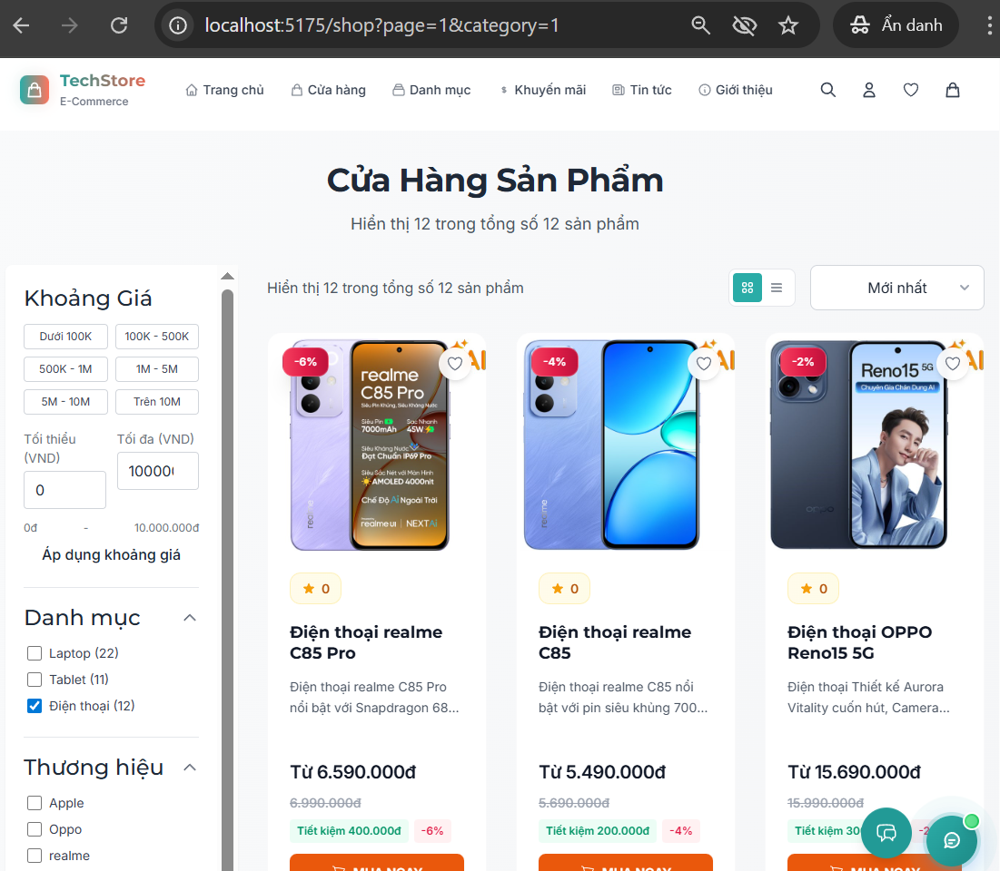 localhost:5175/shop?page=1&category=1
Ẩn danh
TechStore
E-Commerce
Trang chủ
Cửa hàng
Danh mục
Khuyến mãi
Tin tức
Giới thiệu
Cửa Hàng Sản Phẩm
Hiển thị 12 trong tổng số 12 sản phẩm
Khoảng Giá
Dưới 100K
100K - 500K
500K - 1M
1M - 5M
5M - 10M
Trên 10M
Tối thiểu (VND)
Tối đa (VND)
0
10000
0đ - 10.000.000đ
Áp dụng khoảng giá
Danh mục
Laptop (22)
Tablet (11)
Điện thoại (12)
Thương hiệu
Apple
Oppo
realme
Hiển thị 12 trong tổng số 12 sản phẩm
Mới nhất
-6%
AI
realme
C85 Pro
Siêu Pin Khủng, Siêu Kháng Nước
Siêu Pin
7000mAh
Sạc Nhanh
45W
Siêu Kháng Nước
Đạt Chuẩn IP69 Pro
Siêu Sắc Nét với Màn Hình
AMOLED 4000nit
Chế Độ Ai Ngoài Trời
realme UI | NEXT Ai
realme
0
Điện thoại realme
C85 Pro
Điện thoại realme C85 Pro
nổi bật với Snapdragon 68...
Từ 6.590.000đ
6.990.000đ
Tiết kiệm 400.000đ
-6%
MUA NGAY
-4%
AI
realme
0
Điện thoại realme
C85
Điện thoại realme C85 nổi
bật với pin siêu khủng 700...
Từ 5.490.000đ
5.690.000đ
Tiết kiệm 200.000đ
-4%
MUA NGAY
-2%
AI
Reno15 5G
Chuyên Gia Chân Dung AI
oppo
0
Điện thoại OPPO
Reno15 5G
Điện thoại Thiết kế Aurora
Vitality cuốn hút, Camera...
Từ 15.690.000đ
15.990.000đ
Tiết kiệm 30
-2
MUA NGAY